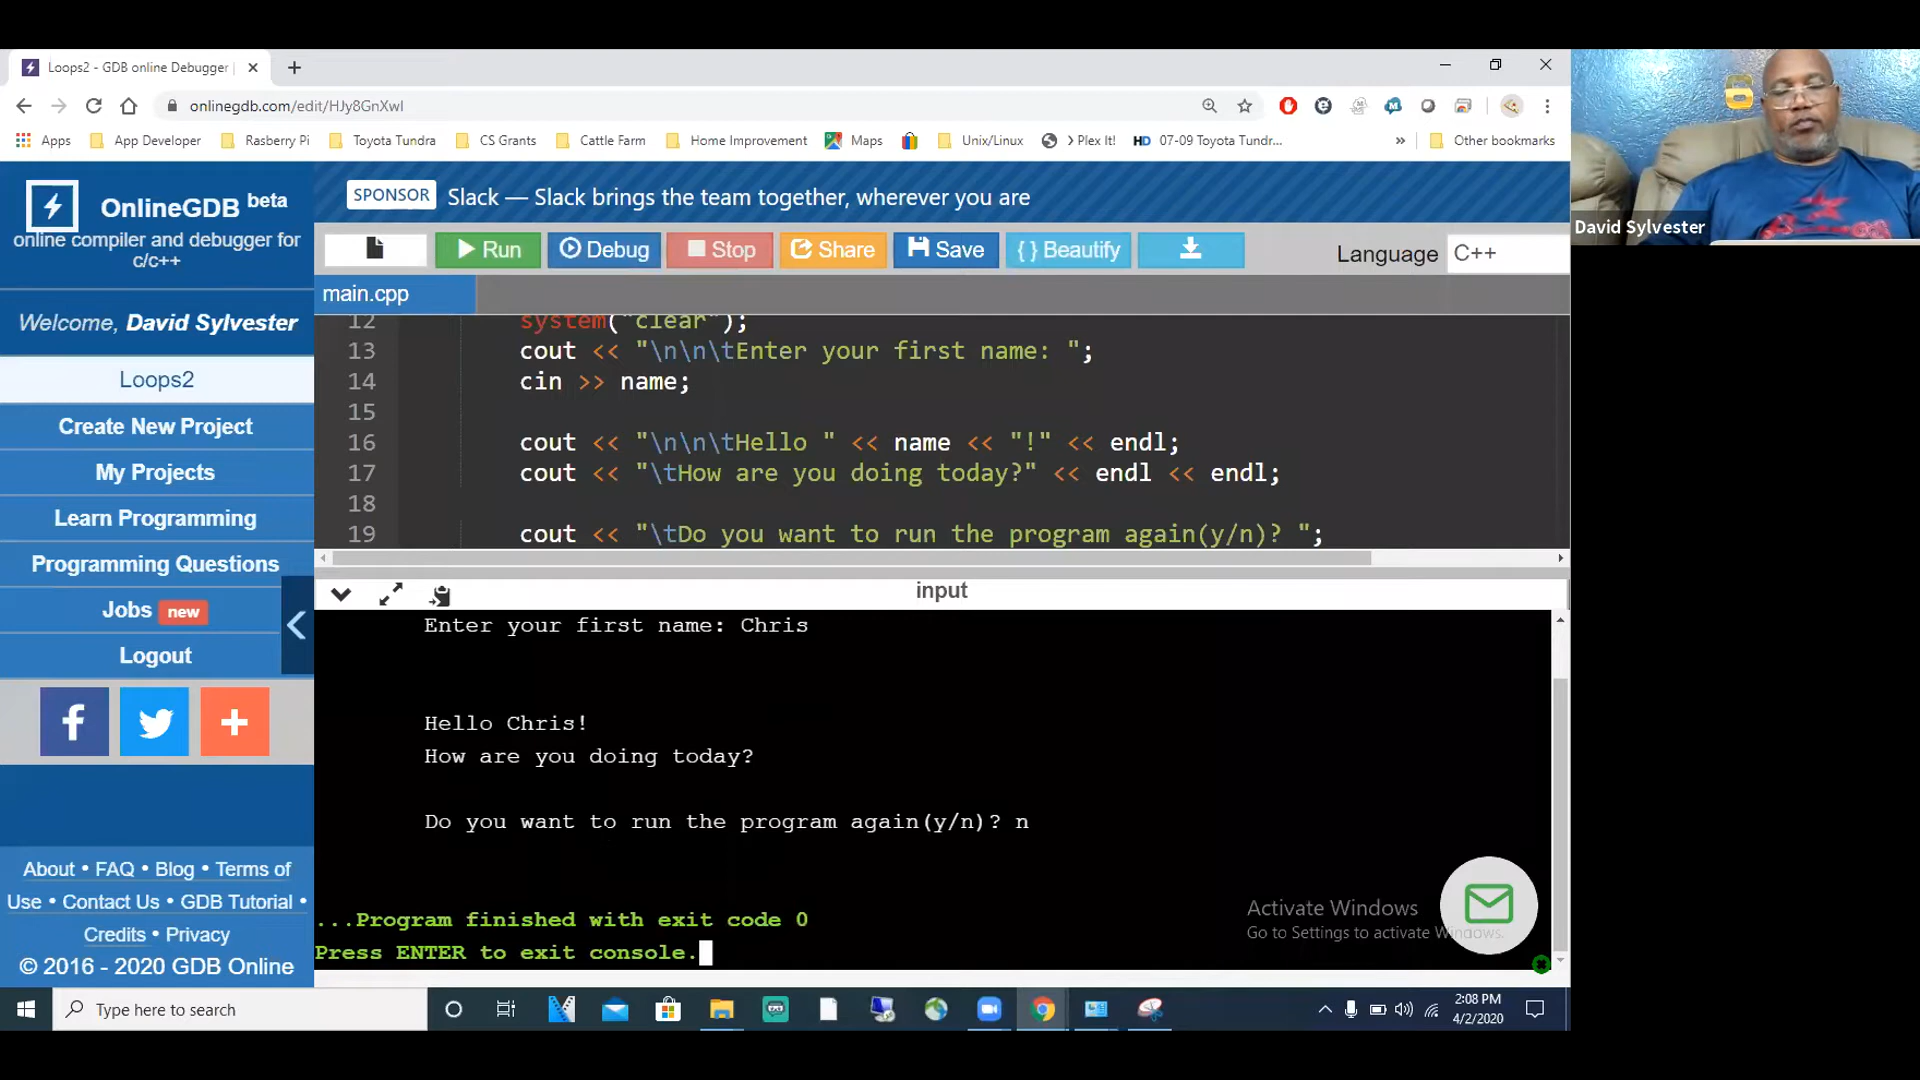 Loops2 - GDB online Debugger
onlinegdb.com/edit/HJy8GnXwI
Apps App Developer Rasberry Pi Toyota Tundra CS Grants Cattle Farm Home Improvement Maps Unix/Linux > Plex It! HD 07-09 Toyota Tundr... » Other bookmarks
David Sylvester
OnlineGDB beta
online compiler and debugger for
c/c++
SPONSOR Slack — Slack brings the team together, wherever you are
Run Debug Stop Share Save { } Beautify Language C++
Welcome, David Sylvester
main.cpp
Loops2
Create New Project
My Projects
Learn Programming
Programming Questions
Jobs new
Logout
12 system("clear");
13 cout << "\n\n\tEnter your first name: ";
14 cin >> name;
15
16 cout << "\n\n\tHello " << name << "!" << endl;
17 cout << "\tHow are you doing today?" << endl << endl;
18
19 cout << "\tDo you want to run the program again(y/n)? ";
input
Enter your first name: Chris
Hello Chris!
How are you doing today?
Do you want to run the program again(y/n)? n
...Program finished with exit code 0
Press ENTER to exit console.
Activate Windows
Go to Settings to activate Windows.
About • FAQ • Blog • Terms of
Use • Contact Us • GDB Tutorial •
Credits • Privacy
© 2016 - 2020 GDB Online
Type here to search
2:08 PM
4/2/2020